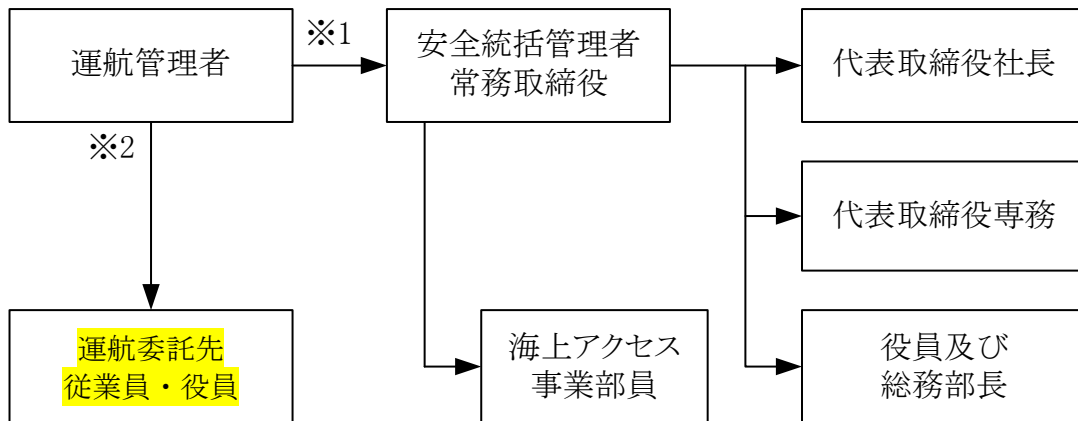 運航管理者
※1
安全統括管理者
常務取締役
代表取締役社長
※2
代表取締役専務
運航委託先
従業員・役員
海上アクセス
事業部員
役員及び
総務部長